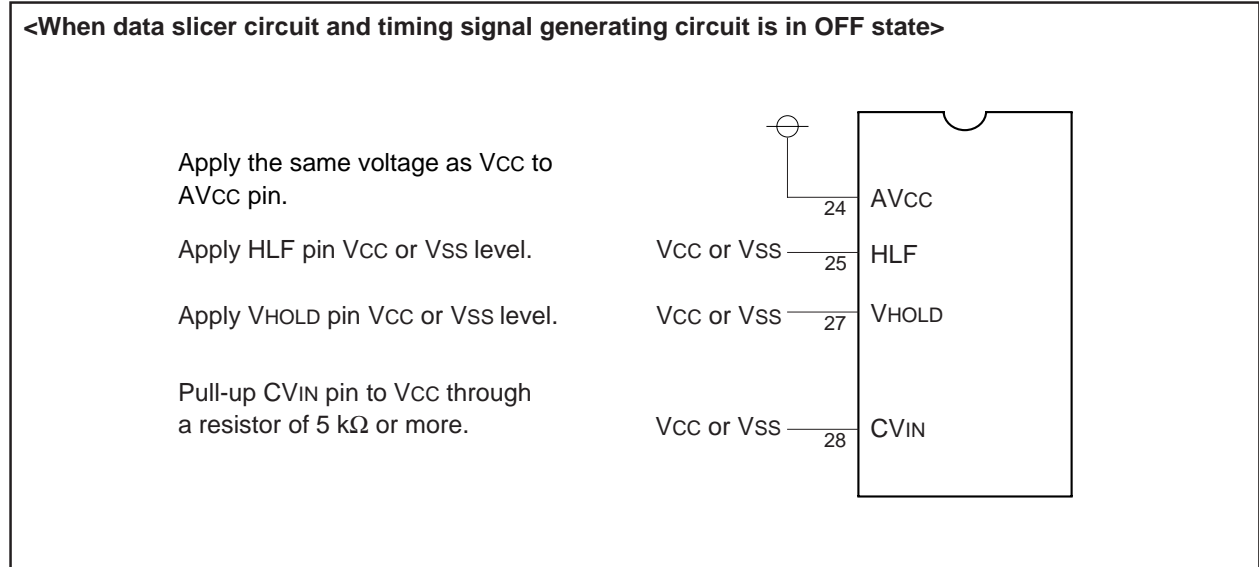 <When data slicer circuit and timing signal generating circuit is in OFF state>
Apply the same voltage as VCC to
AVCC pin.
24
AVCC
Apply HLF pin VCC or VSS level.
VCC or VSS
25
HLF
Apply VHOLD pin VCC or VSS level.
VCC or VSS
27
VHOLD
Pull-up CVIN pin to VCC through
a resistor of 5 kΩ or more.
VCC or VSS
28
CVIN